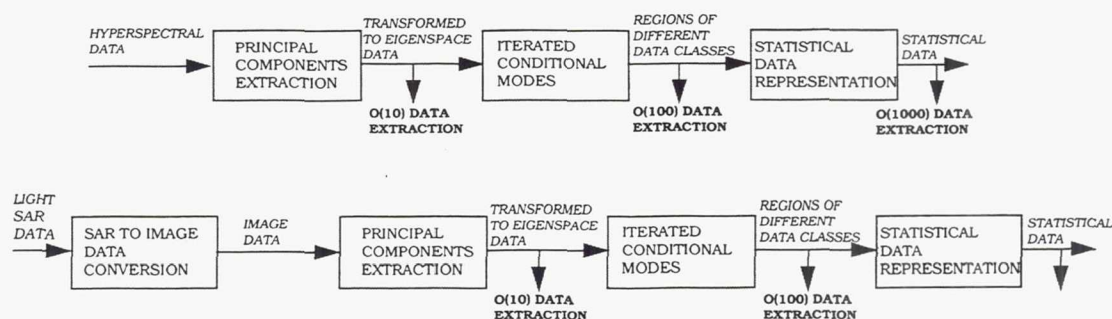 HYPERSPECTRAL
DATA
PRINCIPAL
COMPONENTS
EXTRACTION
TRANSFORMED
TO EIGENSPACE
DATA
O(10) DATA
EXTRACTION
ITERATED
CONDITIONAL
MODES
REGIONS OF
DIFFERENT
DATA CLASSES
O(100) DATA
EXTRACTION
STATISTICAL
DATA
REPRESENTATION
STATISTICAL
DATA
O(1000) DATA
EXTRACTION
LIGHT
SAR
DATA
SAR TO IMAGE
DATA
CONVERSION
IMAGE
DATA
PRINCIPAL
COMPONENTS
EXTRACTION
TRANSFORMED
TO EIGENSPACE
DATA
O(10) DATA
EXTRACTION
ITERATED
CONDITIONAL
MODES
REGIONS OF
DIFFERENT
DATA CLASSES
O(100) DATA
EXTRACTION
STATISTICAL
DATA
REPRESENTATION
STATISTICAL
DATA